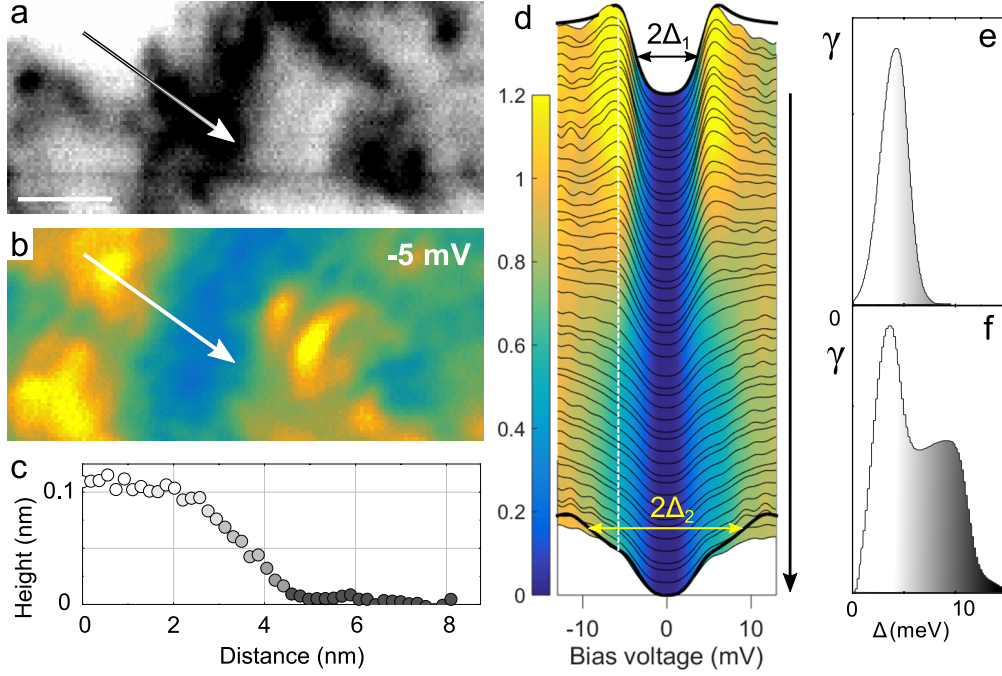 a
b
-5 mV
c
Height (nm)
0.1
0
0
2
4
6
8
Distance (nm)
d
2Δ₁
1.2
1
0.8
0.6
0.4
0.2
0
2Δ₂
-10
0
10
Bias voltage (mV)
e
γ
0
f
γ
0
10
Δ(meV)